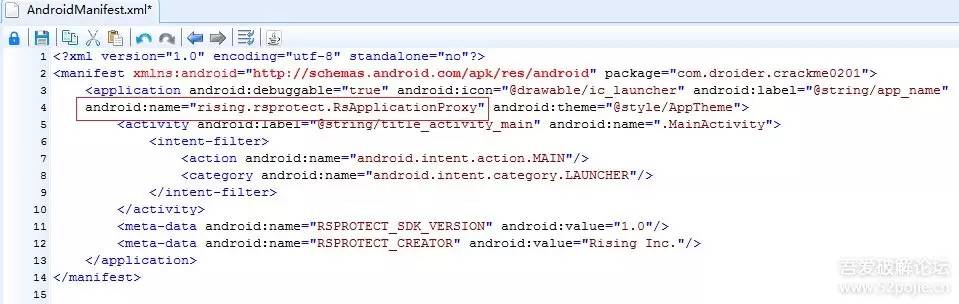 AndroidManifest.xml*
1 <?xml version="1.0" encoding="utf-8" standalone="no"?>
2 <manifest xmlns:android="http://schemas.android.com/apk/res/android" package="com.droider.crackme0201">
3 <application android:debuggable="true" android:icon="@drawable/ic_launcher" android:label="@string/app_name"
4 android:name="rising.rsprotect.RsApplicationProxy" android:theme="@style/AppTheme">
5 <activity android:label="@string/title_activity_main" android:name=".MainActivity">
6 <intent-filter>
7 <action android:name="android.intent.action.MAIN"/>
8 <category android:name="android.intent.category.LAUNCHER"/>
9 </intent-filter>
10 </activity>
11 <meta-data android:name="RSPROTECT_SDK_VERSION" android:value="1.0"/>
12 <meta-data android:name="RSPROTECT_CREATOR" android:value="Rising Inc."/>
13 </application>
14 </manifest>
15
吾爱破解论坛
www.52pojie.cn